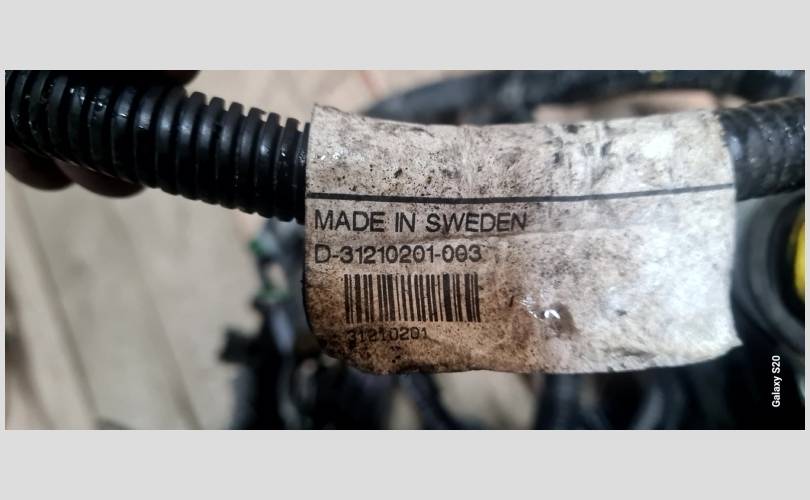 MADE IN SWEDEN
D-31210201-003
31210201
Galaxy S20